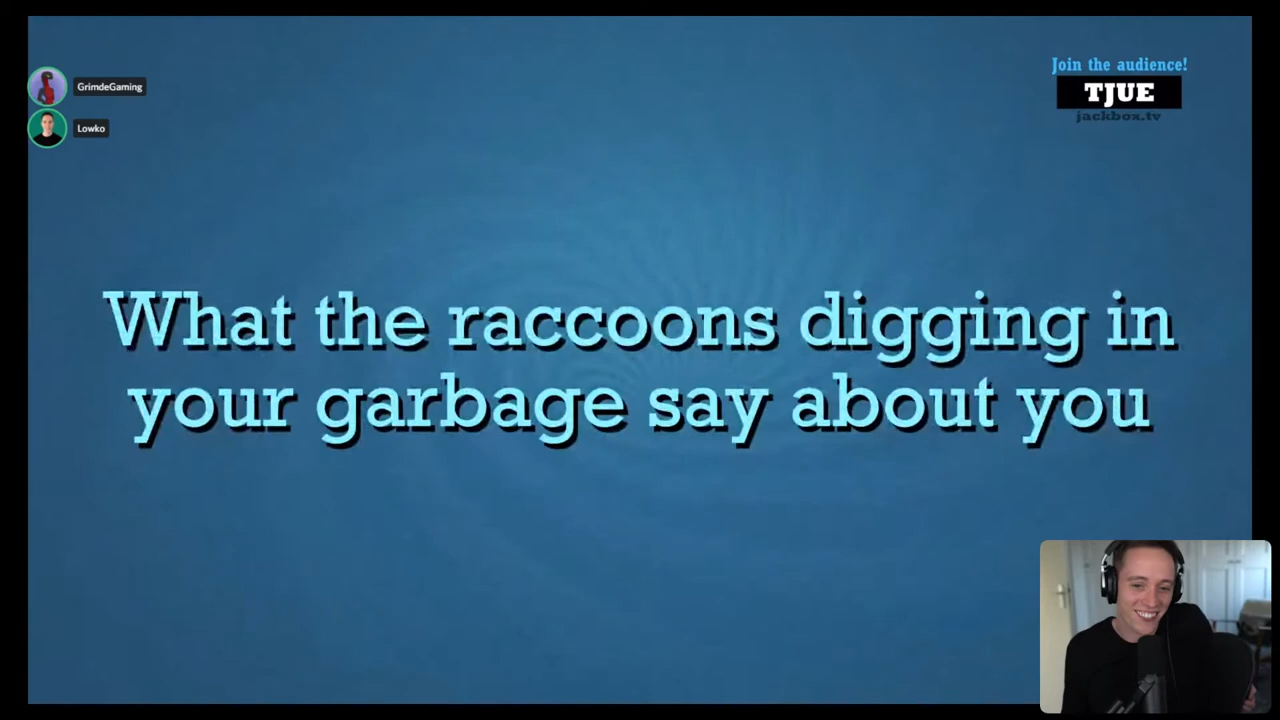 Join the audience!
TJUE
jackbox.tv
GrimdeGaming
Lowko
What the raccoons digging in
your garbage say about you